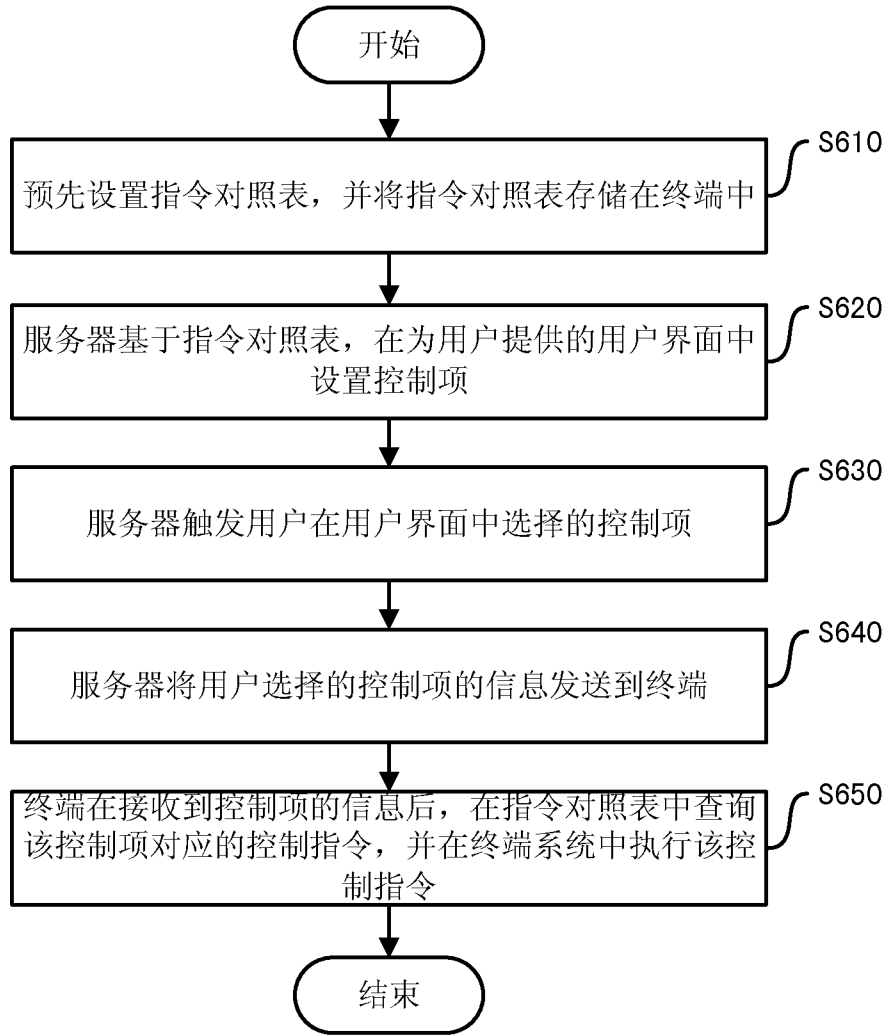 开始
S610
预先设置指令对照表，并将指令对照表存储在终端中
S620
服务器基于指令对照表，在为用户提供的用户界面中
设置控制项
S630
服务器触发用户在用户界面中选择的控制项
S640
服务器将用户选择的控制项的信息发送到终端
S650
终端在接收到控制项的信息后，在指令对照表中查询
该控制项对应的控制指令，并在终端系统中执行该控
制指令
结束